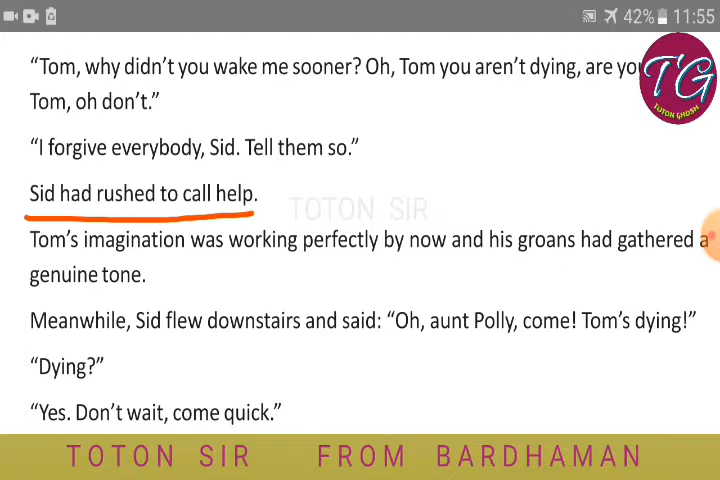 42% 11:55
"Tom, why didn't you wake me sooner? Oh, Tom you aren't dying, are
Tom, oh don't."
TG
TOTON GHOSH
"I forgive everybody, Sid. Tell them so."
Sid had rushed to call help.
TOTON SIR
Tom's imagination was working perfectly by now and his groans had gathered a
genuine tone.
Meanwhile, Sid flew downstairs and said: "Oh, aunt Polly, come! Tom's dying!"
"Dying?"
"Yes. Don't wait, come quick."
TOTON SIR FROM BARDHAMAN